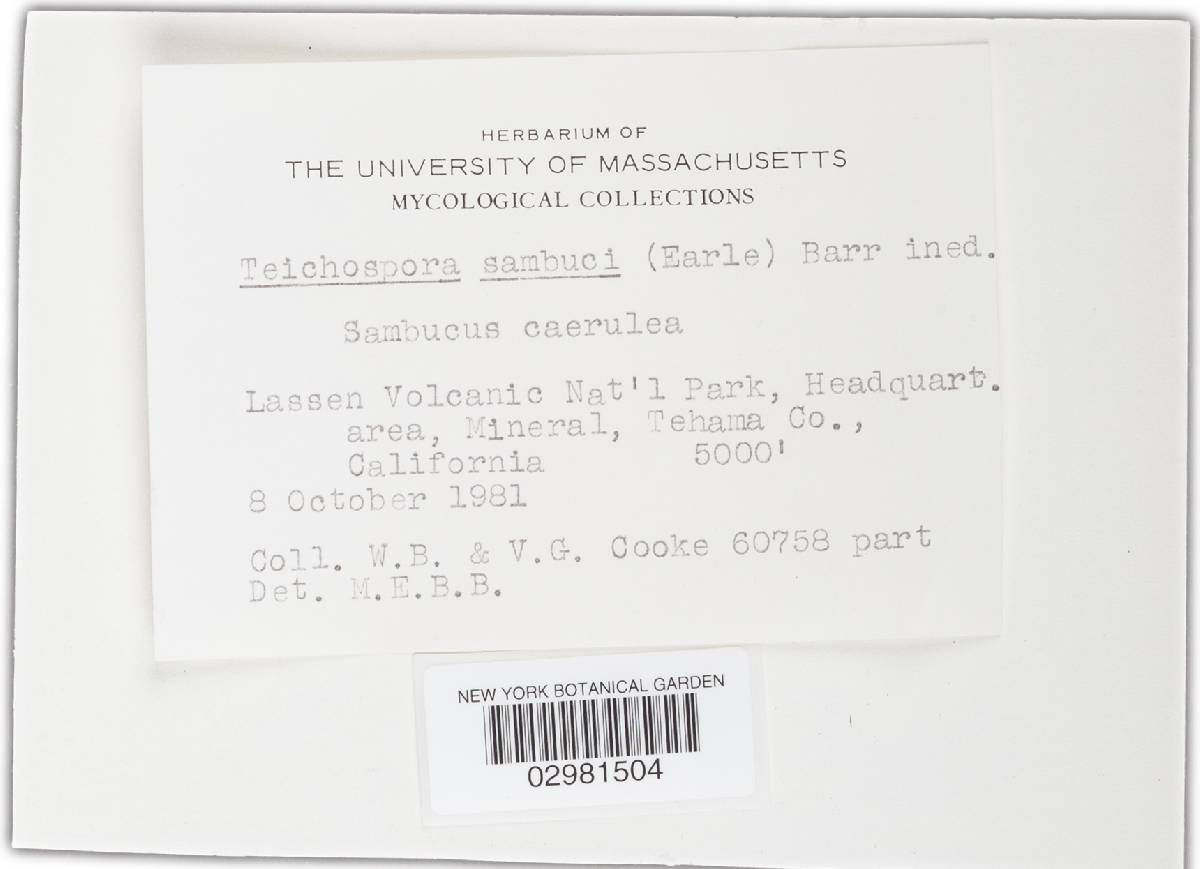 HERBARIUM OF
THE UNIVERSITY OF MASSACHUSETTS
MYCOLOGICAL COLLECTIONS
Teichospora sambuci (Earle) Barr ined.
Sambucus caerulea
Lassen Volcanic Nat'l Park, Headquart.
area, Mineral, Tehama Co.,
California 5000'
8 October 1981
Coll. W.B. & V.G. Cooke 60758 part
Det. M.E.B.B.
NEW YORK BOTANICAL GARDEN
02981504